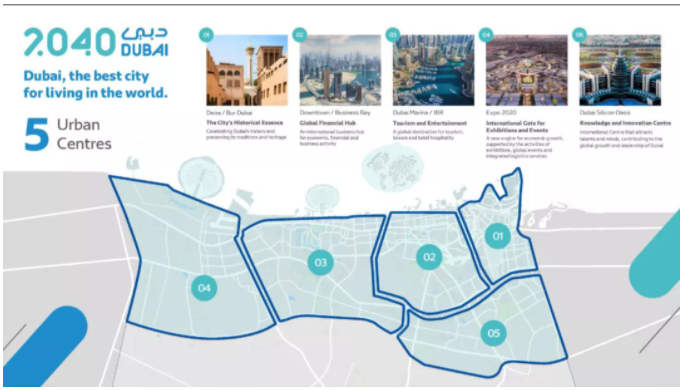 2040 دبي
DUBAI
Dubai, the best city
for living in the world.
5 Urban
Centres
01
Deira / Bur Dubai
The City's Historical Essence
Celebrating Dubai's history and
preserving its traditions and heritage
02
Downtown / Business Bay
Global Financial Hub
An international business hub
for economic, financial and
business activity
03
Dubai Marina / JBR
Tourism and Entertainment
A global destination for tourism,
leisure and hospitality
04
Expo 2020
International Gate for
Exhibitions and Events
A new engine for economic growth,
supported by the activities of
exhibitions, global events and
integrated logistics services
05
Dubai Silicon Oasis
Knowledge and Innovation Centre
International Centre that attracts
talents and minds, contributing to the
global growth and leadership of Dubai
01
02
03
04
05